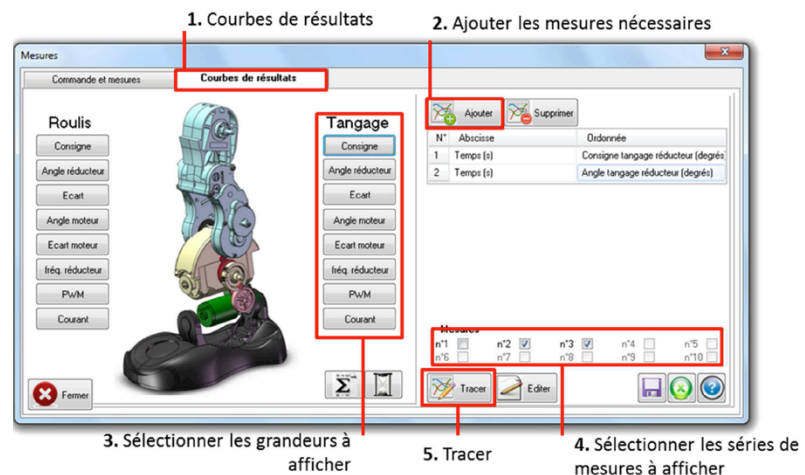 1. Courbes de résultats
2. Ajouter les mesures nécessaires
Mesures
Commande et mesures
Courbes de résultats
Roulis
Consigne
Angle réducteur
Ecart
Angle moteur
Ecart moteur
fréq. réducteur
PWM
Courant
Tangage
Consigne
Angle réducteur
Ecart
Angle moteur
Ecart moteur
fréq. réducteur
PWM
Courant
Ajouter
Supprimer
N° Abscisse Ordonnée
1 Temps (s) Consigne tangage réducteur (degrés)
2 Temps (s) Angle tangage réducteur (degrés)
Mesures
n°1 n°2 n°3 n°4 n°5
n°6 n°7 n°8 n°9 n°10
Fermer
Σ
Tracer
Editer
3. Sélectionner les grandeurs à
afficher
5. Tracer
4. Sélectionner les séries de
mesures à afficher